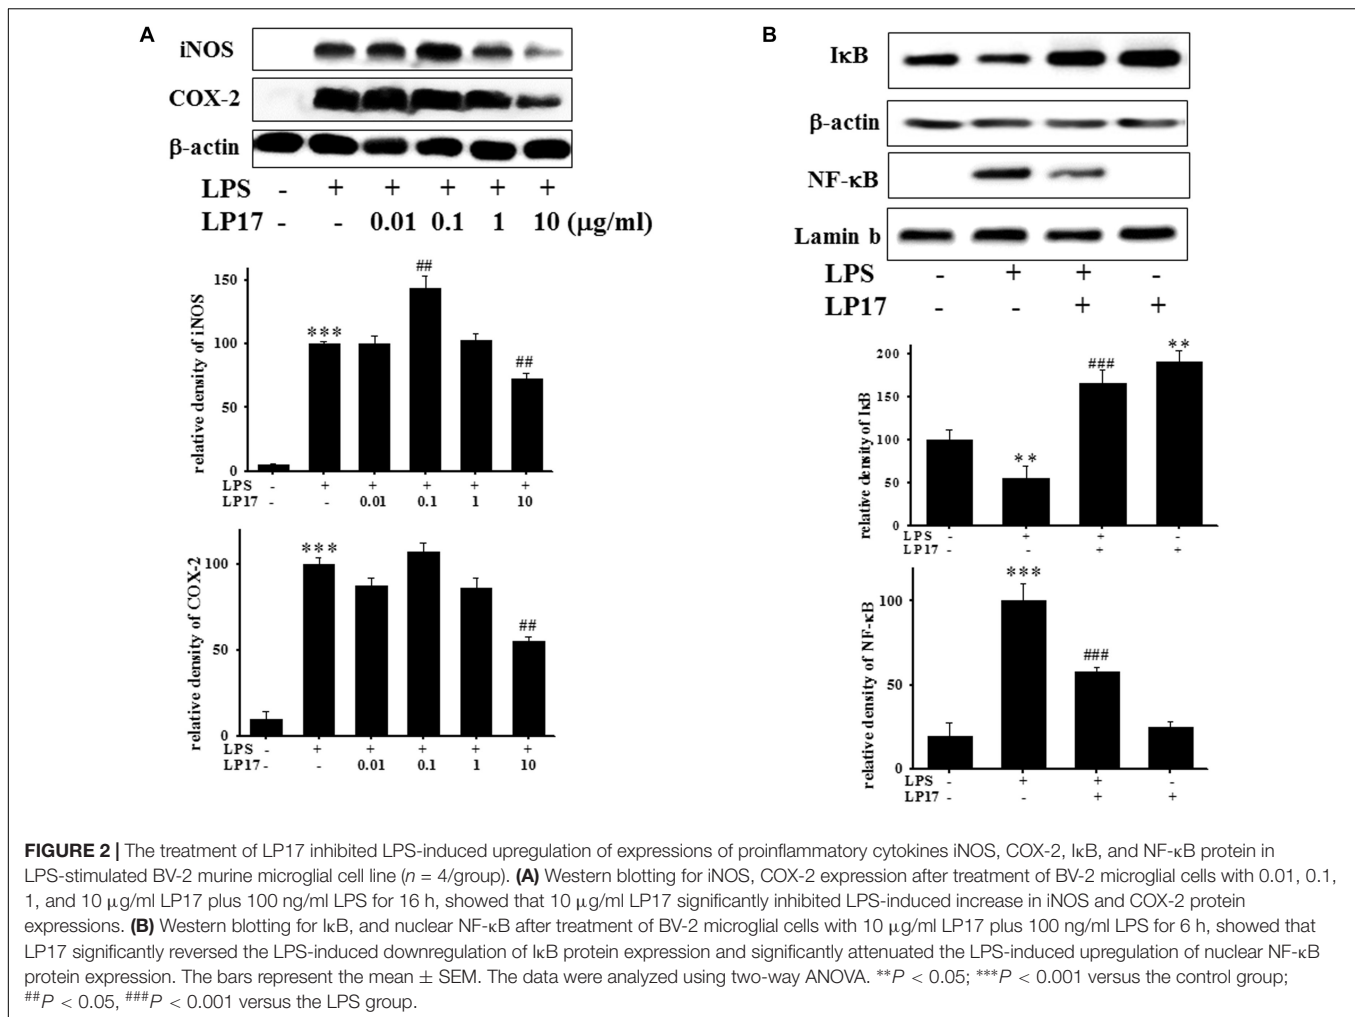 A
iNOS
COX-2
β-actin
LPS - + + + + +
LP17 - - 0.01 0.1 1 10 (μg/ml)
relative density of iNOS
150
100
50
0
***
##
##
LPS - + + + + +
LP17 - - 0.01 0.1 1 10
relative density of COX-2
100
50
0
***
##
LPS - + + + + +
LP17 - - 0.01 0.1 1 10
B
IκB
β-actin
NF-κB
Lamin b
LPS - + + -
LP17 - - + +
relative density of IκB
200
150
100
50
0
**
###
**
LPS - + + -
LP17 - - + +
relative density of NF-κB
100
50
0
***
###
LPS - + + -
LP17 - - + +
FIGURE 2 | The treatment of LP17 inhibited LPS-induced upregulation of expressions of proinflammatory cytokines iNOS, COX-2, IκB, and NF-κB protein in
LPS-stimulated BV-2 murine microglial cell line (n = 4/group). (A) Western blotting for iNOS, COX-2 expression after treatment of BV-2 microglial cells with 0.01, 0.1,
1, and 10 μg/ml LP17 plus 100 ng/ml LPS for 16 h, showed that 10 μg/ml LP17 significantly inhibited LPS-induced increase in iNOS and COX-2 protein
expressions. (B) Western blotting for IκB, and nuclear NF-κB after treatment of BV-2 microglial cells with 10 μg/ml LP17 plus 100 ng/ml LPS for 6 h, showed that
LP17 significantly reversed the LPS-induced downregulation of IκB protein expression and significantly attenuated the LPS-induced upregulation of nuclear NF-κB
protein expression. The bars represent the mean ± SEM. The data were analyzed using two-way ANOVA. **P < 0.05; ***P < 0.001 versus the control group;
##P < 0.05, ###P < 0.001 versus the LPS group.